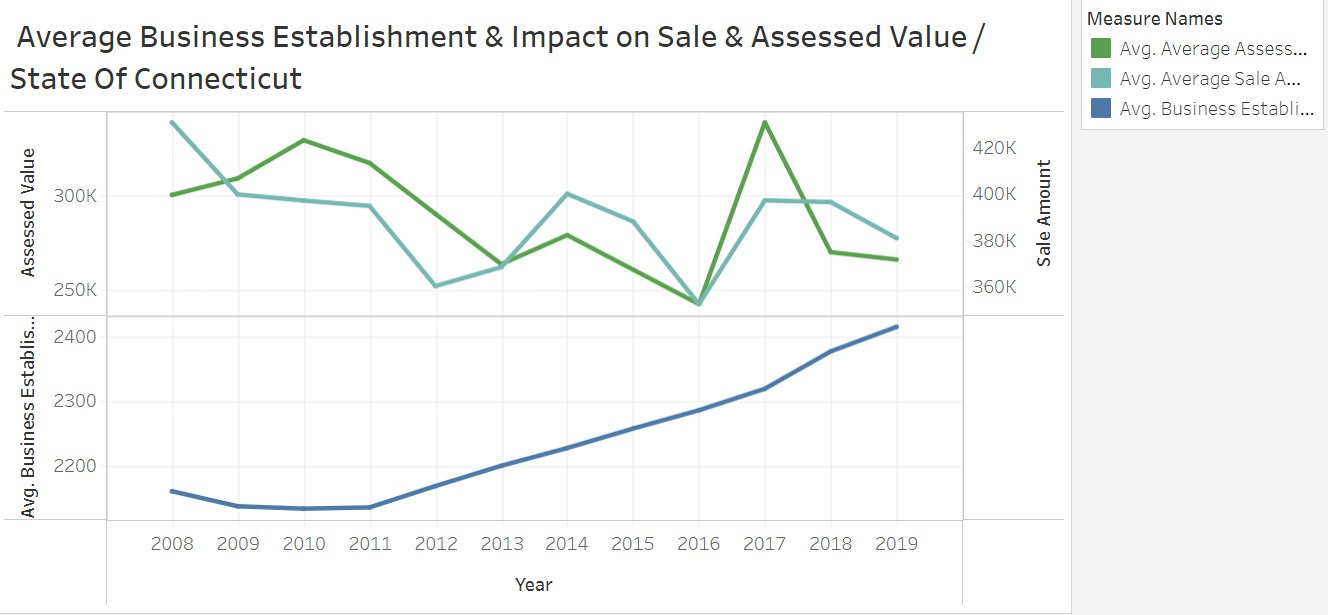 Average Business Establishment & Impact on Sale & Assessed Value /
State Of Connecticut
Measure Names
Avg. Average Assess...
Avg. Average Sale A...
Avg. Business Establi...
Assessed Value
300K
250K
420K
400K
380K
360K
Sale Amount
Avg. Business Establis...
2400
2300
2200
2008 2009 2010 2011 2012 2013 2014 2015 2016 2017 2018 2019
Year